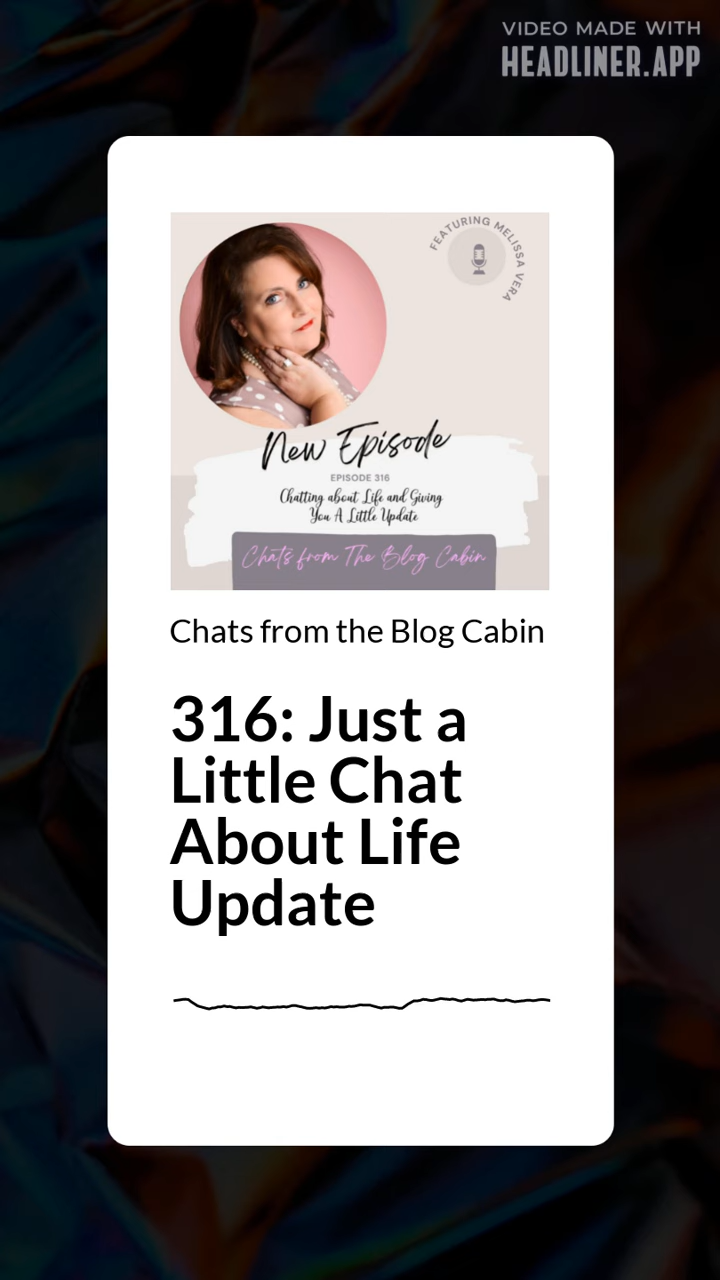 VIDEO MADE WITH
HEADLINER.APP
FEATURING MELISSA VERA
New Episode
EPISODE 316
Chatting about Life and Giving
You A Little Update
Chats from The Blog Cabin
Chats from the Blog Cabin
316: Just a
Little Chat
About Life
Update